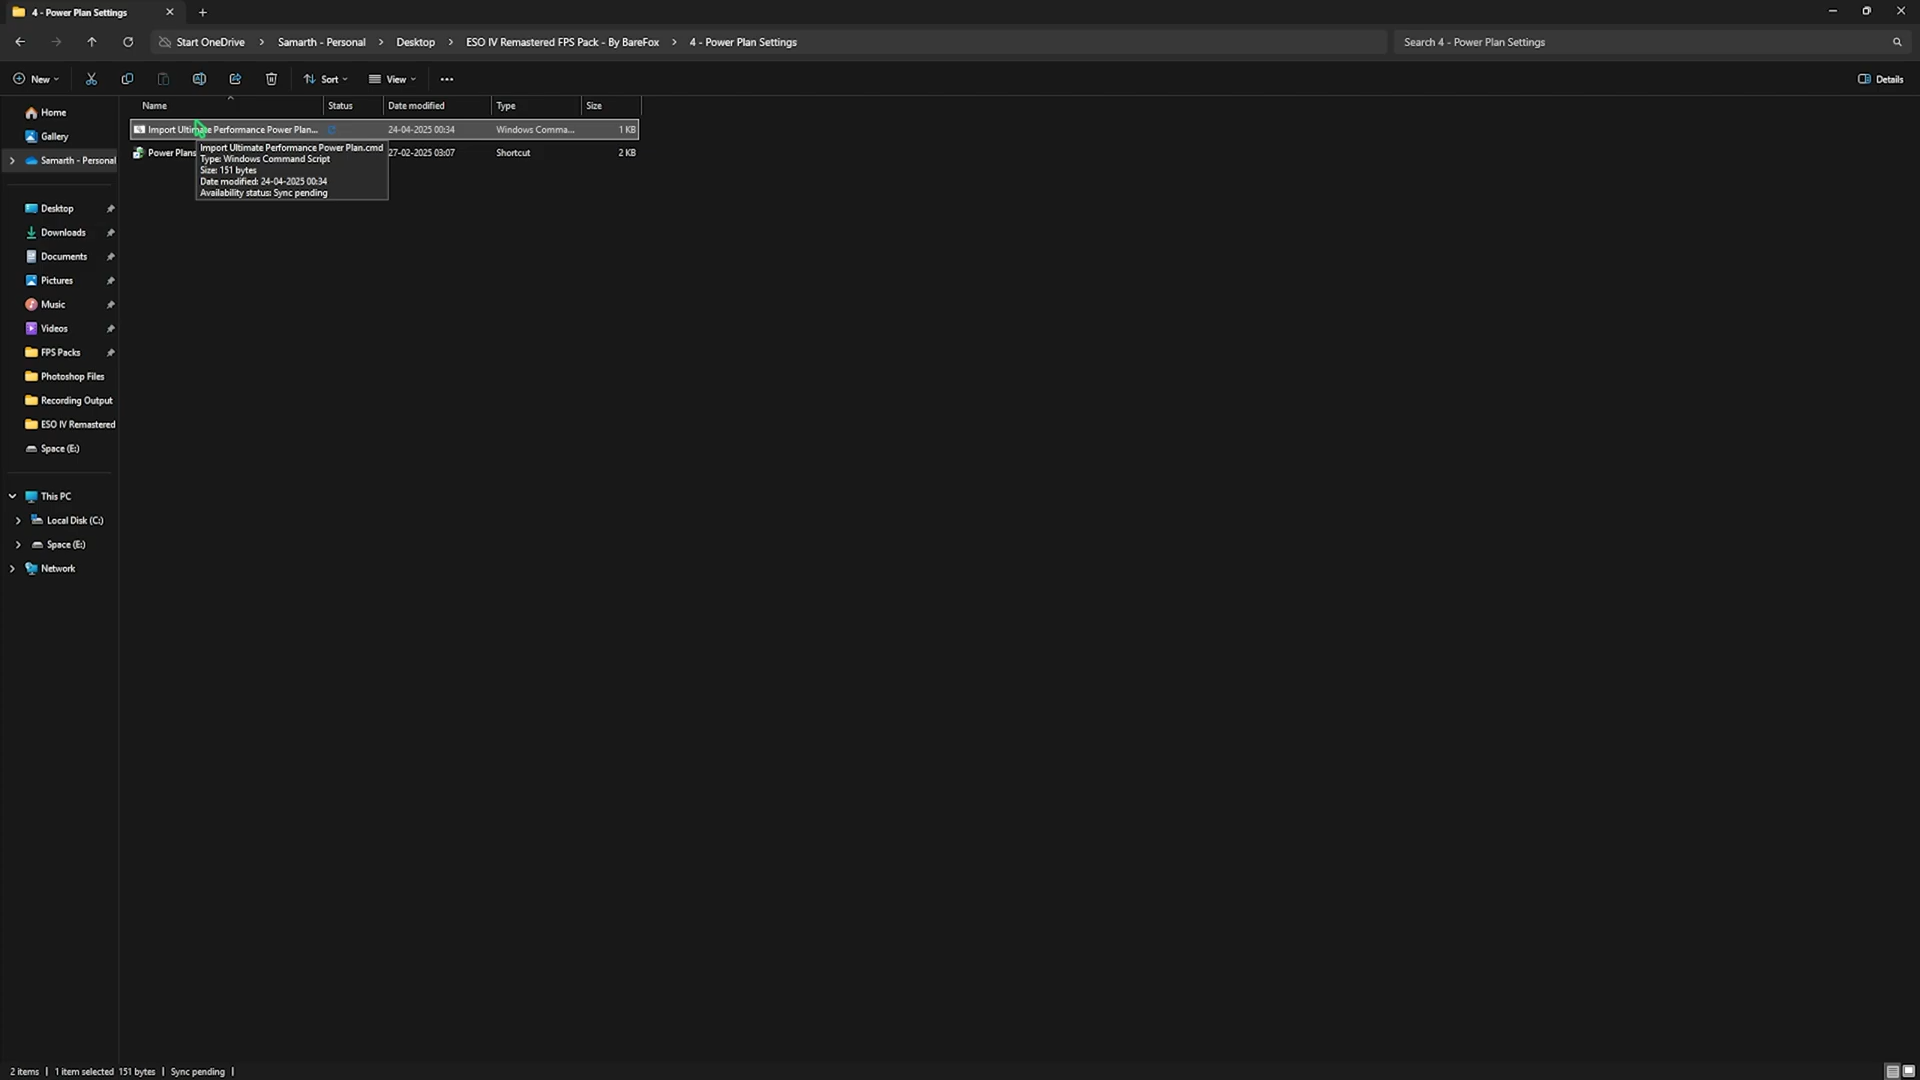 4 - Power Plan Settings
Start OneDrive > Samarth - Personal > Desktop > ESO IV Remastered FPS Pack - By BareFox > 4 - Power Plan Settings
Search 4 - Power Plan Settings
New
Sort
View
Details
Name Status Date modified Type Size
Import Ultimate Performance Power Plan... 24-04-2025 00:34 Windows Comma... 1 KB
Power Plans 27-02-2025 03:07 Shortcut 2 KB
Import Ultimate Performance Power Plan.cmd
Type: Windows Command Script
Size: 151 bytes
Date modified: 24-04-2025 00:34
Availability status: Sync pending
Home
Gallery
Samarth - Personal
Desktop
Downloads
Documents
Pictures
Music
Videos
FPS Packs
Photoshop Files
Recording Output
ESO IV Remastered
Space (E:)
This PC
Local Disk (C:)
Space (E:)
Network
2 items | 1 item selected 151 bytes | Sync pending |